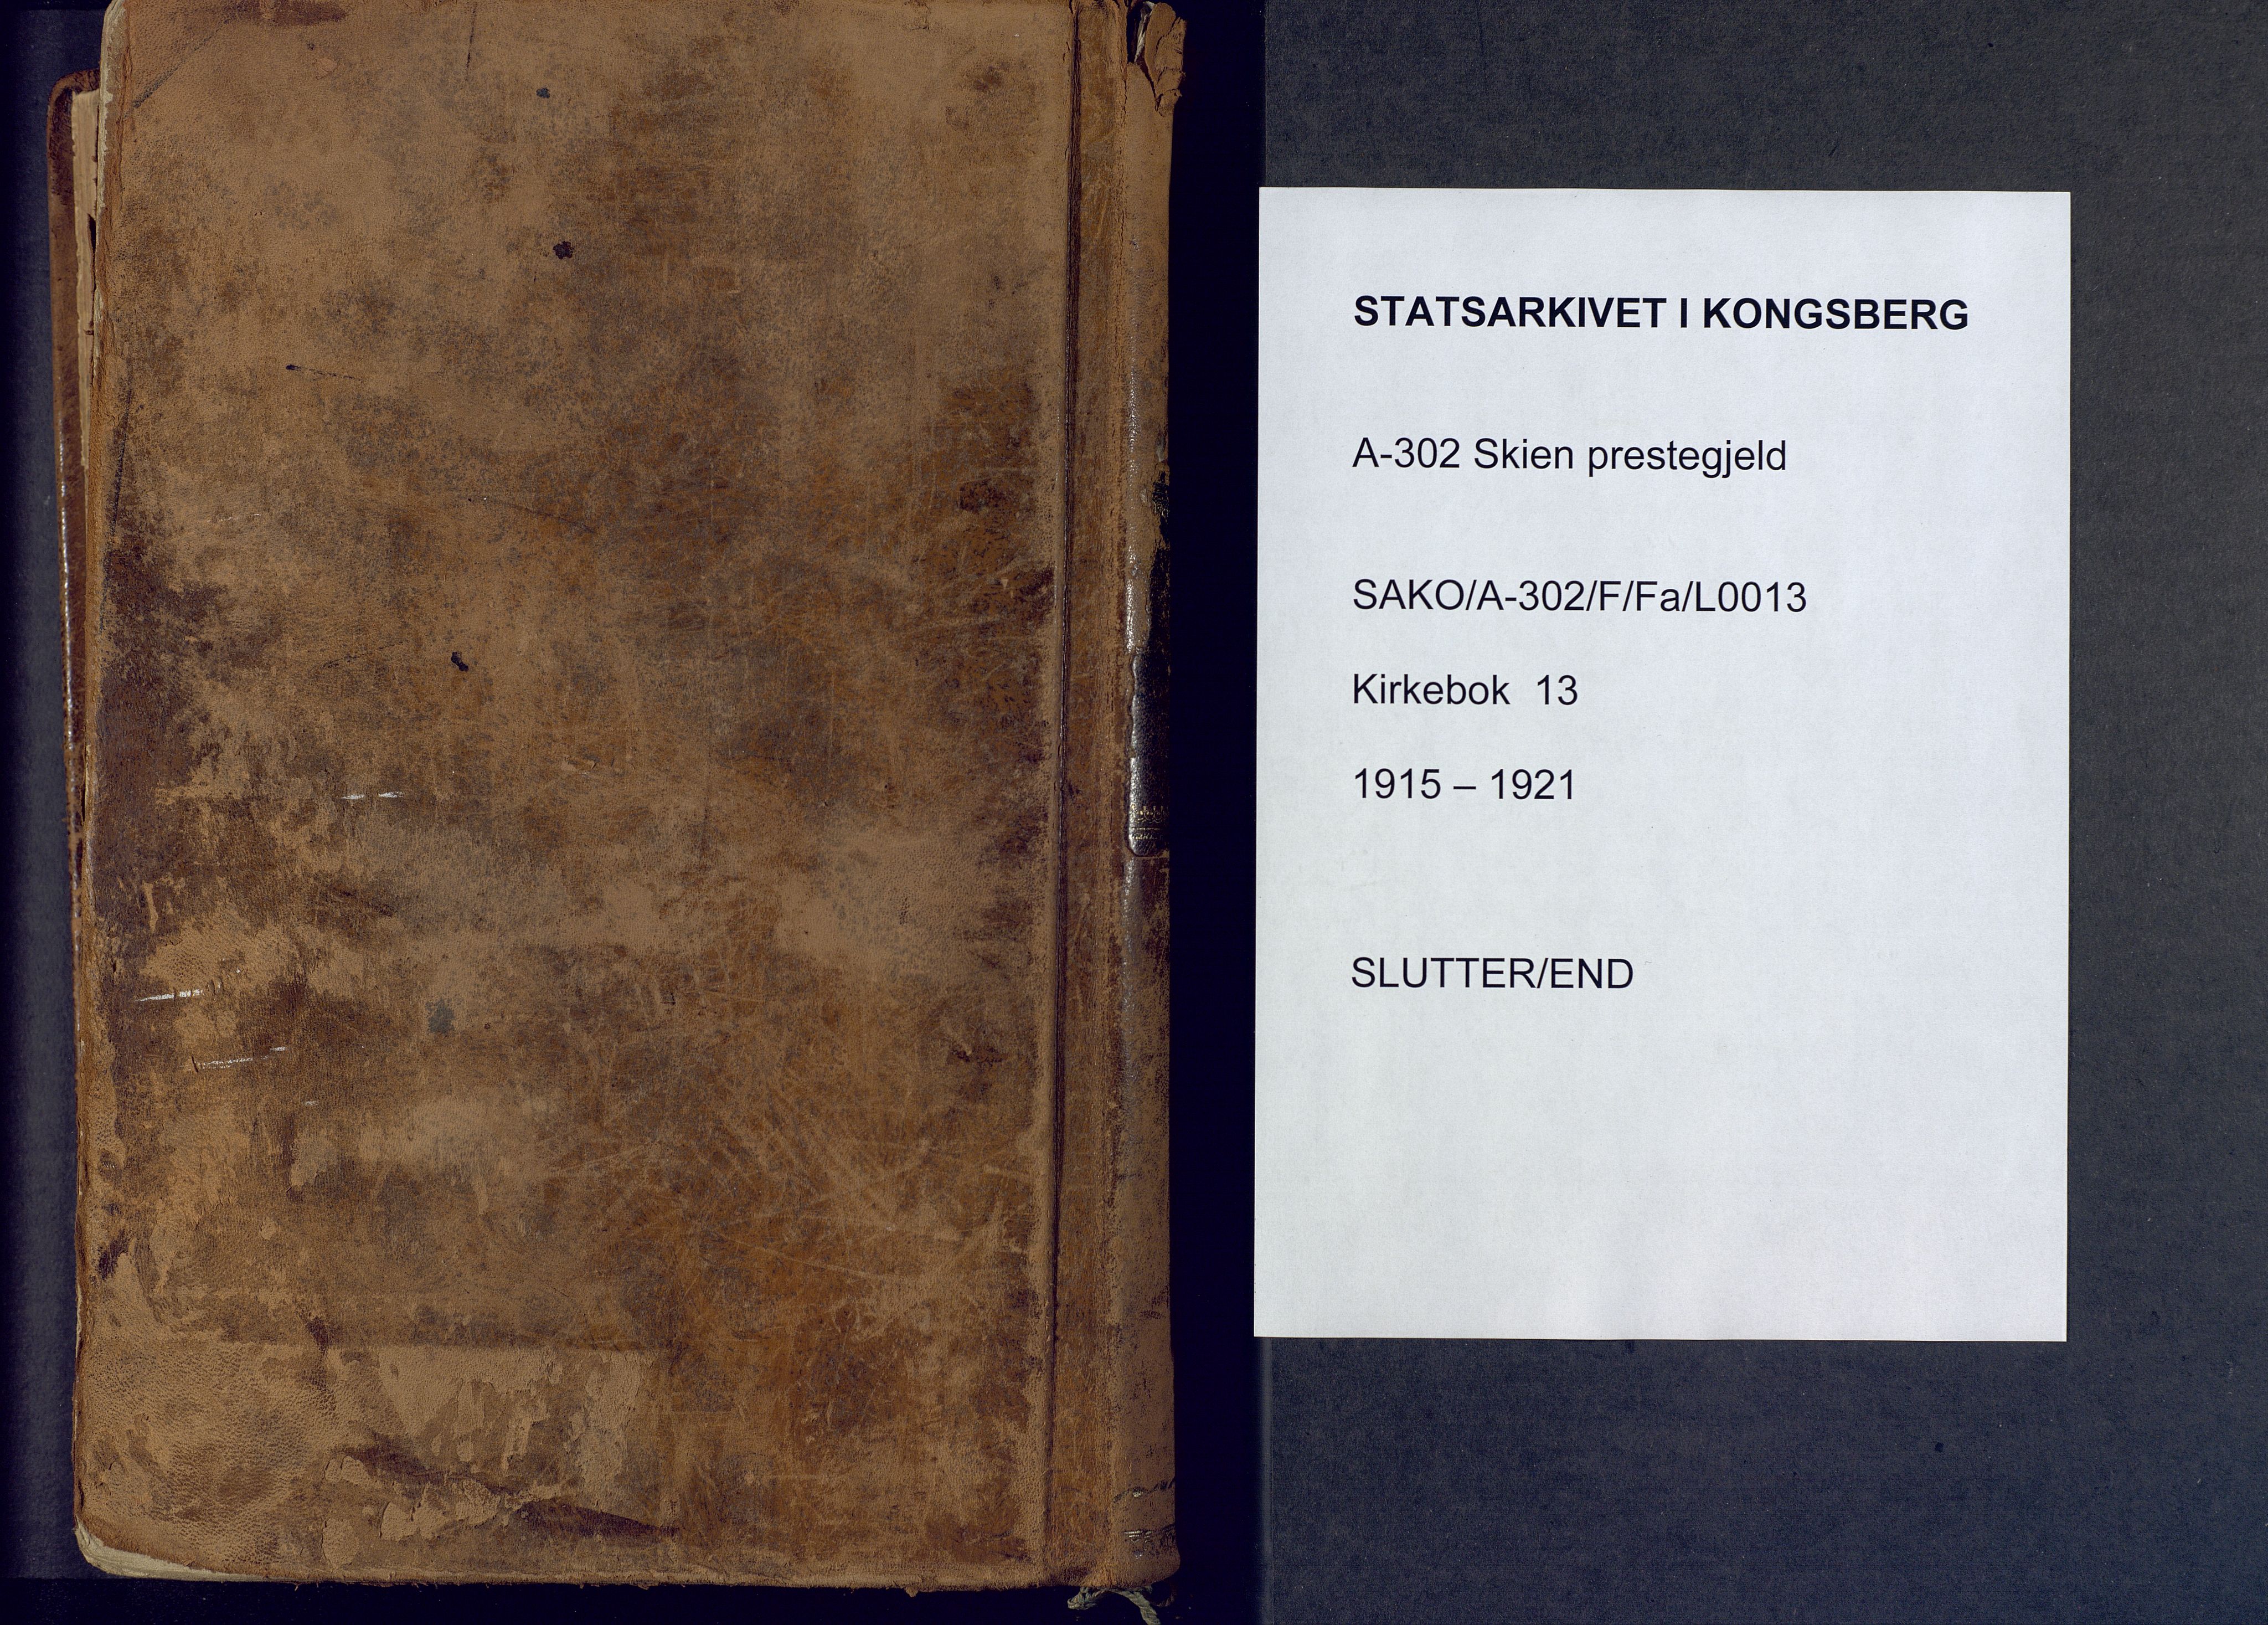 STATSARKIVET I KONGSBERG
A-302 Skien prestegjeld
SAKO/A-302/F/Fa/L0013
Kirkebok 13
1915 – 1921
SLUTTER/END